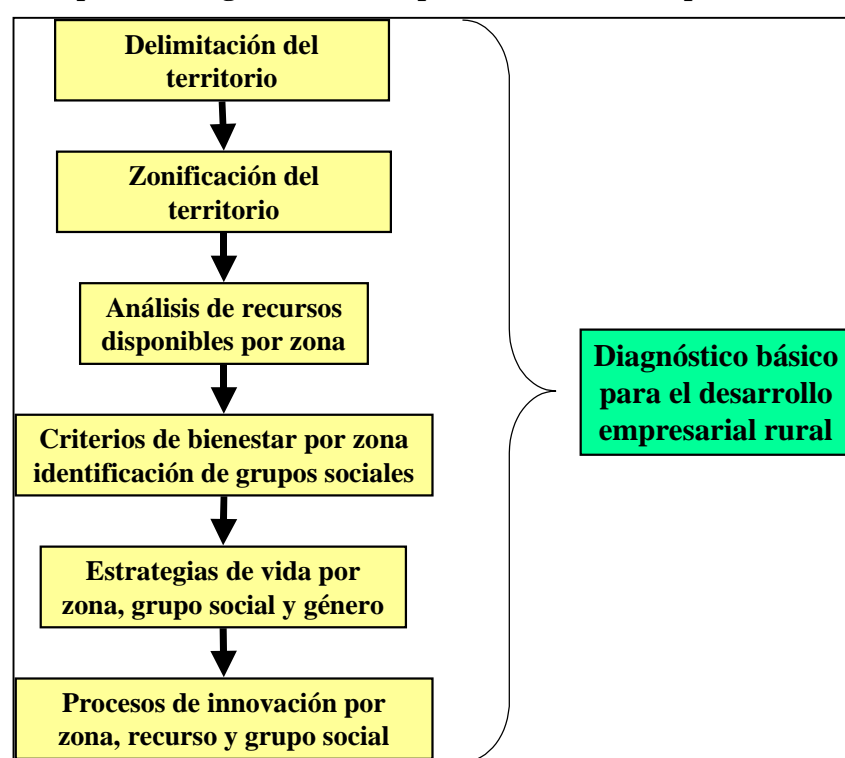 Delimitación del
territorio
Zonificación del
territorio
Análisis de recursos
disponibles por zona
Criterios de bienestar por zona
identificación de grupos sociales
Estrategias de vida por
zona, grupo social y género
Procesos de innovación por
zona, recurso y grupo social
Diagnóstico básico
para el desarrollo
empresarial rural